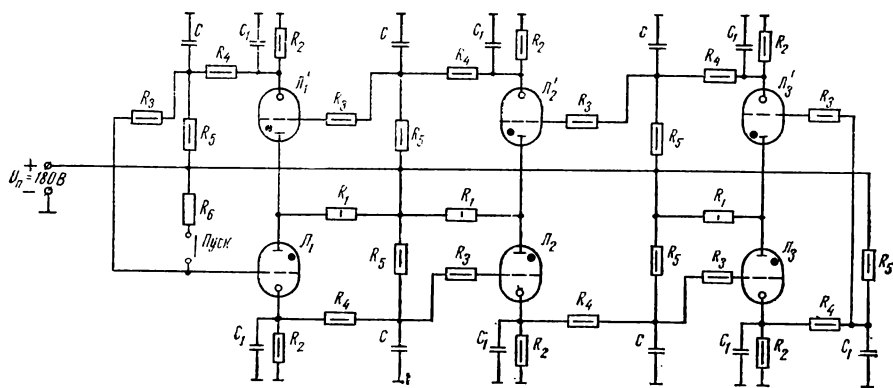 C C₁ R₂ C C₁ R₂ C C₁ R₂
R₄ R₄ R₄
Л₁′ Л₂′ Л₃′
R₃ R₃ R₃ R₃
R₅ R₅ R₅
+
Uп = 180 В
−
R₆ R₁ R₁ R₁
Пуск
Л₁ Л₂ Л₃
R₅ R₃ R₅ R₃ R₅
R₄ R₄ R₄
C₁ R₂ C C₁ R₂ C C₁ R₂ C₁